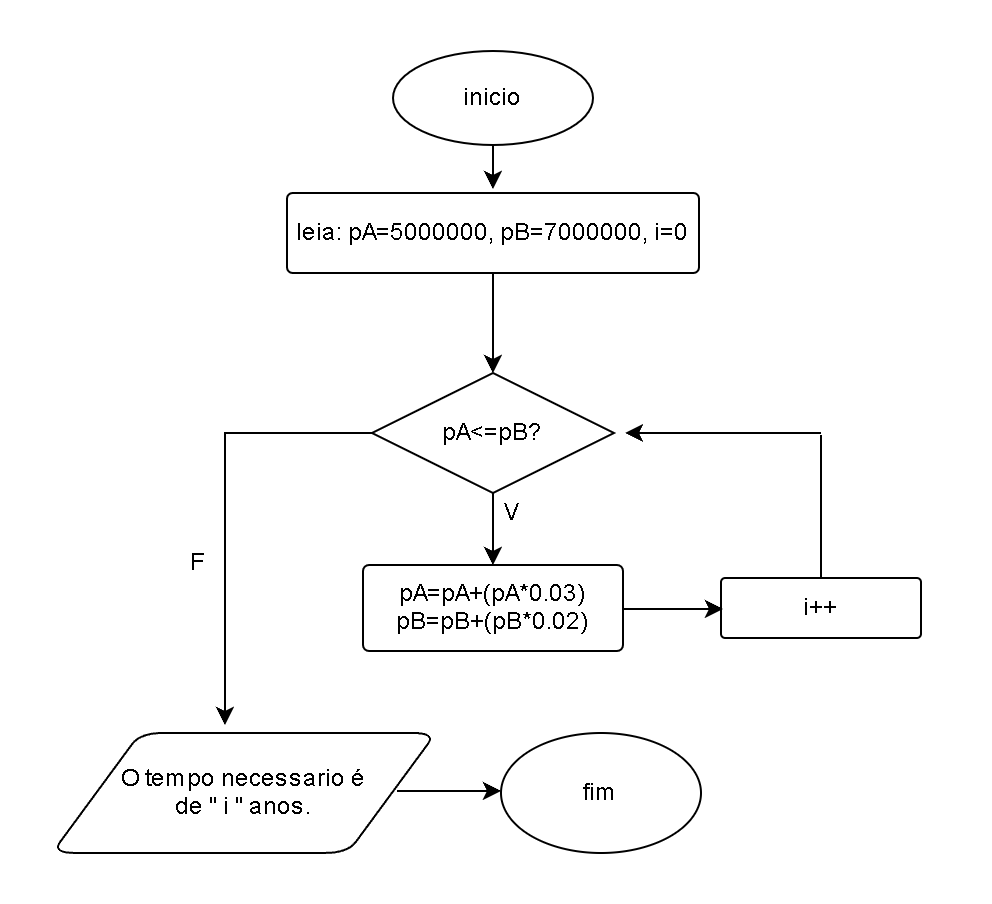 inicio
leia: pA=5000000, pB=7000000, i=0
pA<=pB?
V
F
pA=pA+(pA*0.03)
pB=pB+(pB*0.02)
i++
O tempo necessario é
de " i " anos.
fim